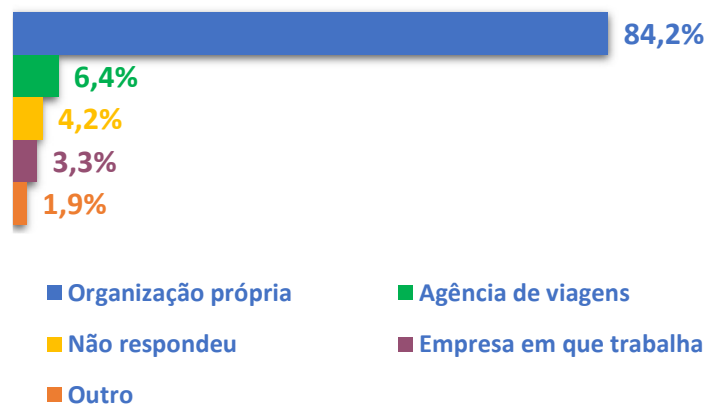 84,2%
6,4%
4,2%
3,3%
1,9%
Organização própria
Agência de viagens
Não respondeu
Empresa em que trabalha
Outro